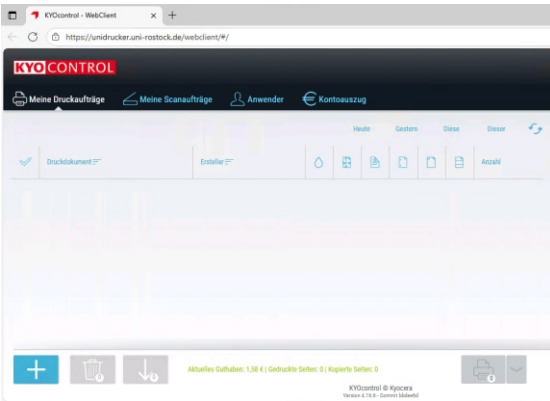 KYOcontrol - WebClient
https://unidrucker.uni-rostock.de/webclient/#/
KYOCONTROL
Meine Druckaufträge Meine Scanaufträge Anwender Kontoauszug
Heute Gestern Diese Dieser
Druckdokument Ersteller Anzahl
Aktuelles Guthaben: 1,58 € | Gedruckte Seiten: 0 | Kopierte Seiten: 0
KYOcontrol © Kyocera